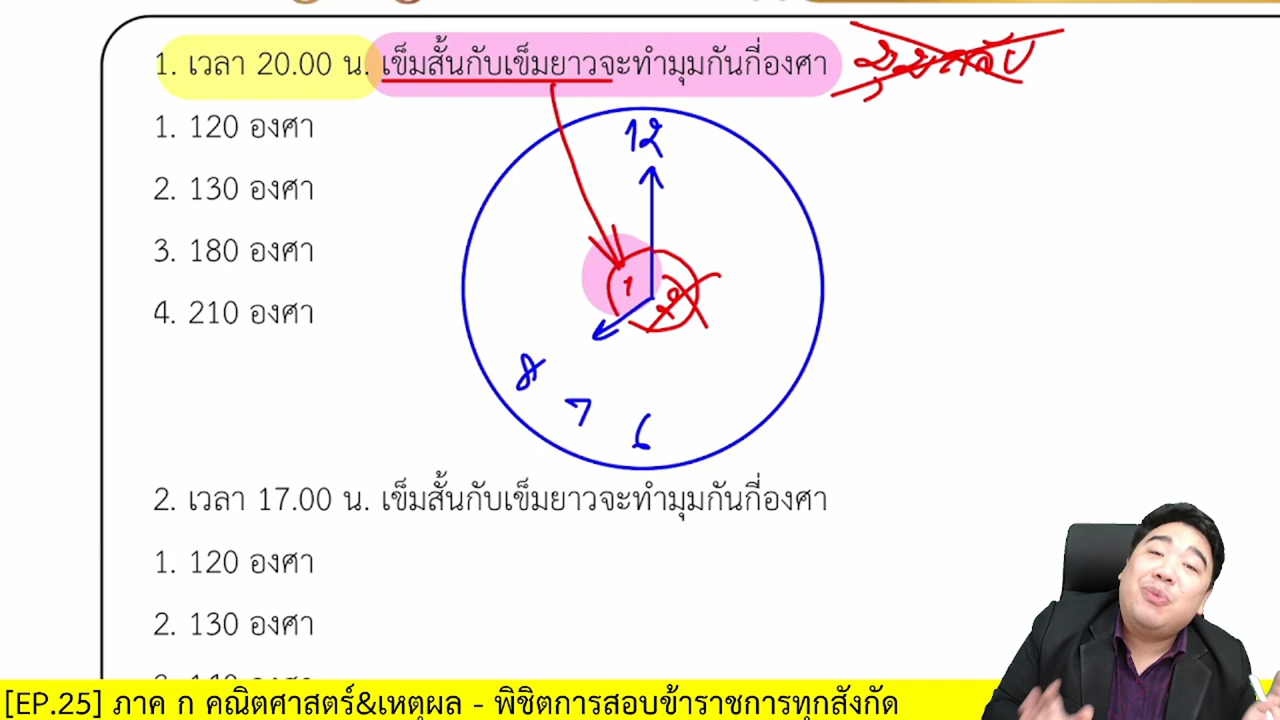 1. เวลา 20.00 น. เข็มสั้นกับเข็มยาวจะทำมุมกันกี่องศา
1. 120 องศา
2. 130 องศา
3. 180 องศา
4. 210 องศา
12
1
2
8
7
6
2. เวลา 17.00 น. เข็มสั้นกับเข็มยาวจะทำมุมกันกี่องศา
1. 120 องศา
2. 130 องศา
[EP.25] ภาค ก คณิตศาสตร์&เหตุผล - พิชิตการสอบข้าราชการทุกสังกัด